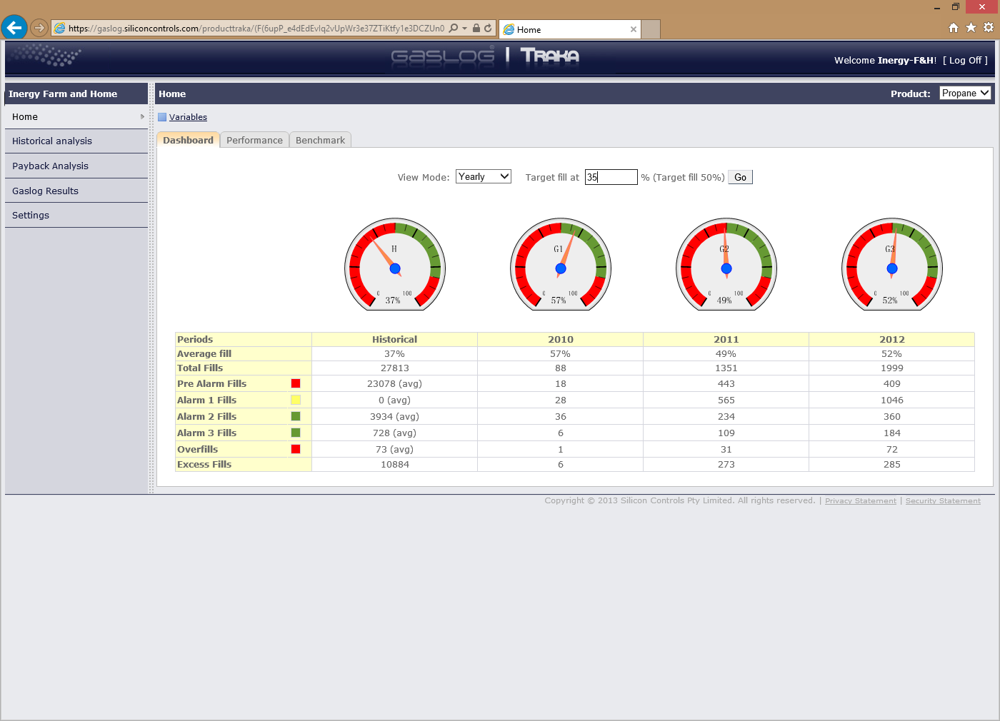 https://gaslog.siliconcontrols.com/producttraka/(F(6upP_e4dEdEvIq2vUpWr3e37ZTiKtfy1e3DCZUn0
Home
GASLOG® | TRAKA
Welcome Inergy-F&H! [ Log Off ]
Inergy Farm and Home
Home
Product: Propane
Home
Historical analysis
Payback Analysis
Gaslog Results
Settings
Variables
Dashboard Performance Benchmark
View Mode: Yearly Target fill at 35 % (Target fill 50%) Go
H G1 G2 G3
0 100 0 100 0 100 0 100
37% 57% 49% 52%
Periods Historical 2010 2011 2012
Average fill 37% 57% 49% 52%
Total Fills 27813 88 1351 1999
Pre Alarm Fills 23078 (avg) 18 443 409
Alarm 1 Fills 0 (avg) 28 565 1046
Alarm 2 Fills 3934 (avg) 36 234 360
Alarm 3 Fills 728 (avg) 6 109 184
Overfills 73 (avg) 1 31 72
Excess Fills 10884 6 273 285
Copyright © 2013 Silicon Controls Pty Limited. All rights reserved. | Privacy Statement | Security Statement